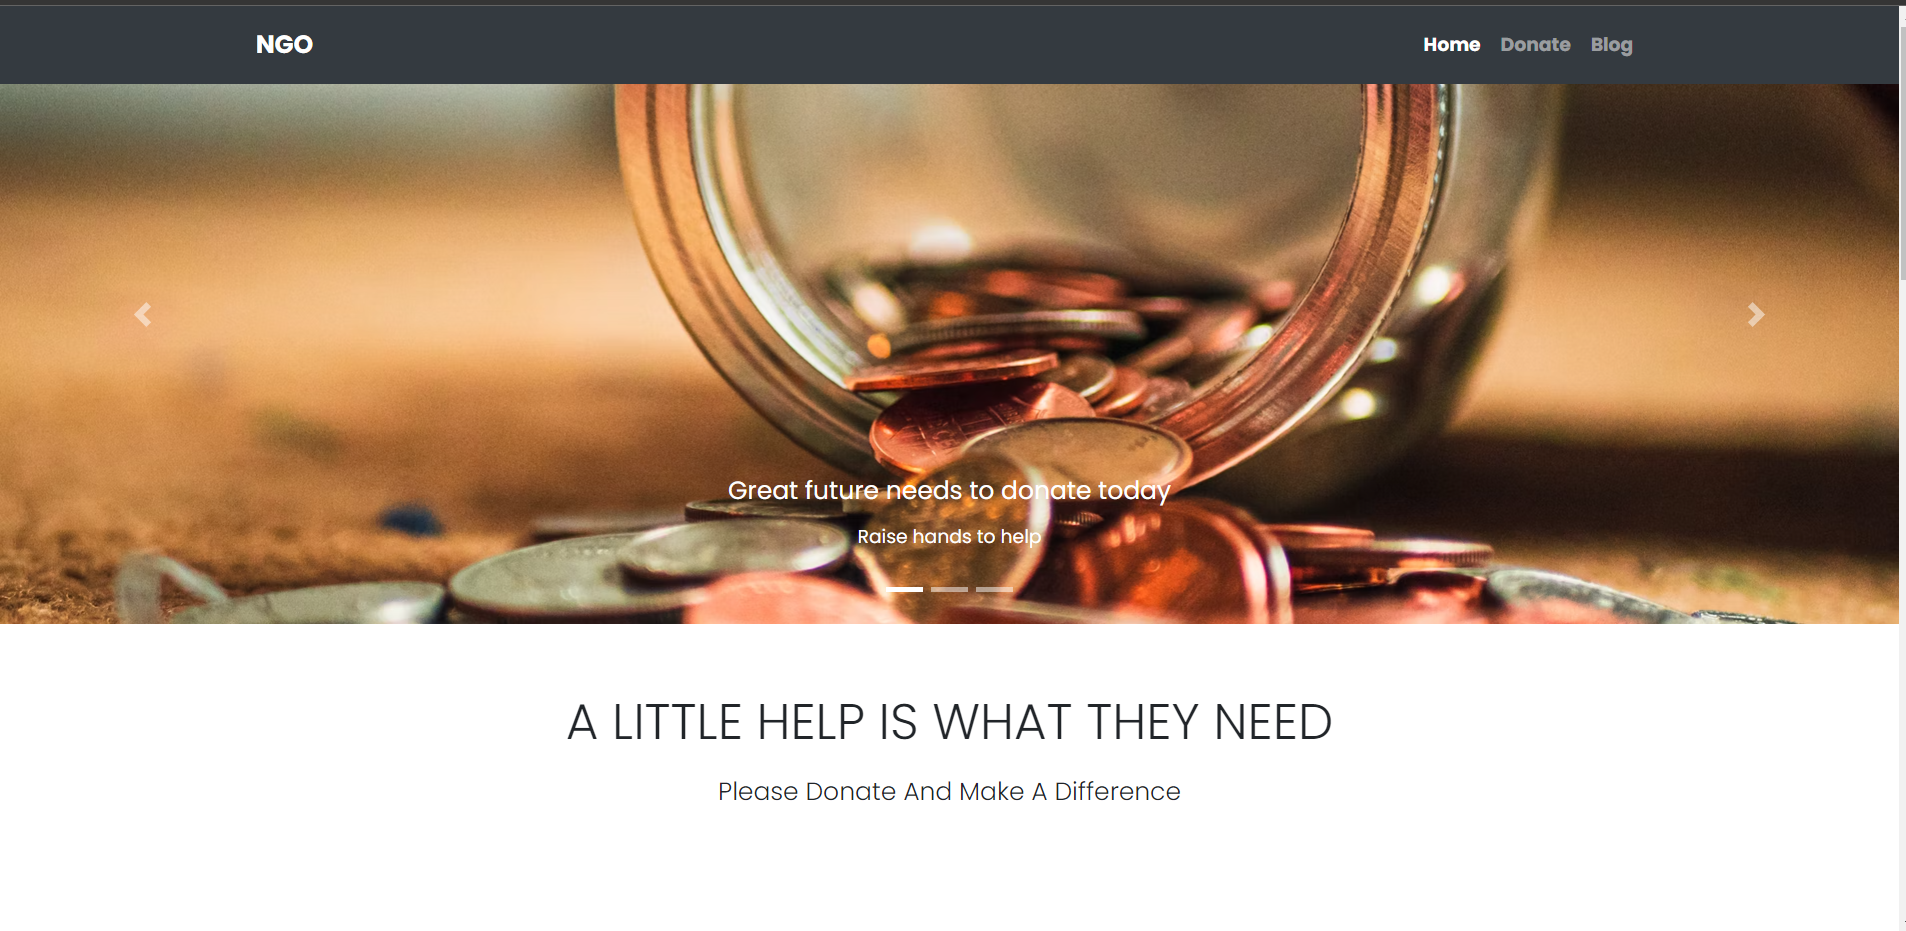 NGO
Home Donate Blog
Great future needs to donate today
Raise hands to help
A LITTLE HELP IS WHAT THEY NEED
Please Donate And Make A Difference